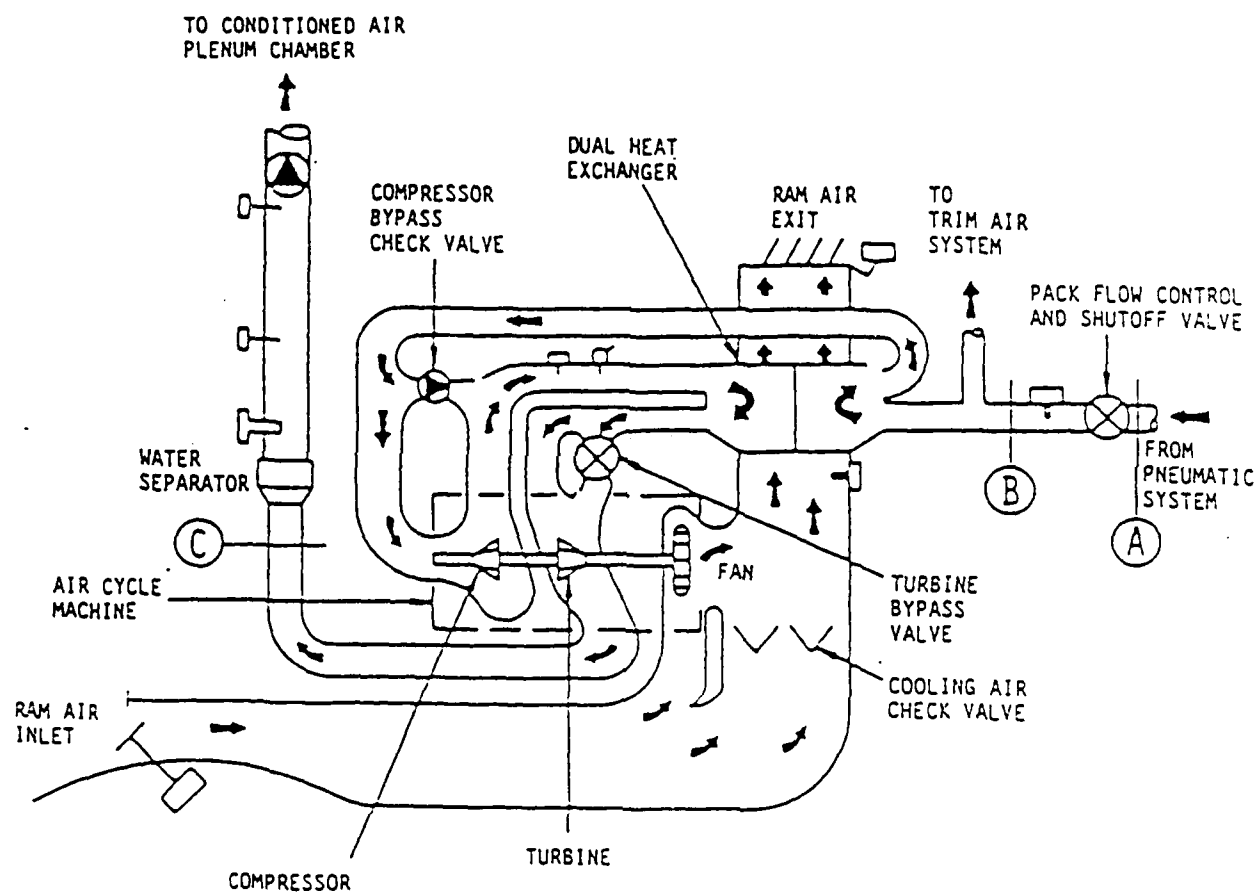 TO CONDITIONED AIR
PLENUM CHAMBER
DUAL HEAT
EXCHANGER
COMPRESSOR
BYPASS
CHECK VALVE
RAM AIR
EXIT
TO
TRIM AIR
SYSTEM
PACK FLOW CONTROL
AND SHUTOFF VALVE
WATER
SEPARATOR
FROM
PNEUMATIC
SYSTEM
B
A
C
AIR CYCLE
MACHINE
FAN
TURBINE
BYPASS
VALVE
COOLING AIR
CHECK VALVE
RAM AIR
INLET
TURBINE
COMPRESSOR